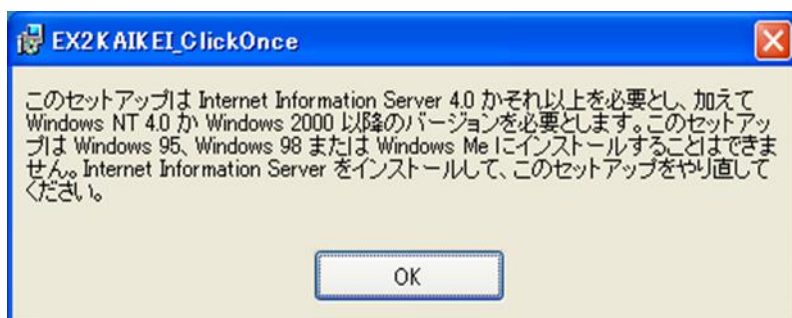 EX2KAIKEI_ClickOnce
このセットアップは Internet Information Server 4.0 かそれ以上を必要とし、加えて
Windows NT 4.0 か Windows 2000 以降のバージョンを必要とします。このセットアッ
プは Windows 95、Windows 98 または Windows Me にインストールすることはできま
せん。Internet Information Server をインストールして、このセットアップをやり直して
ください。
OK